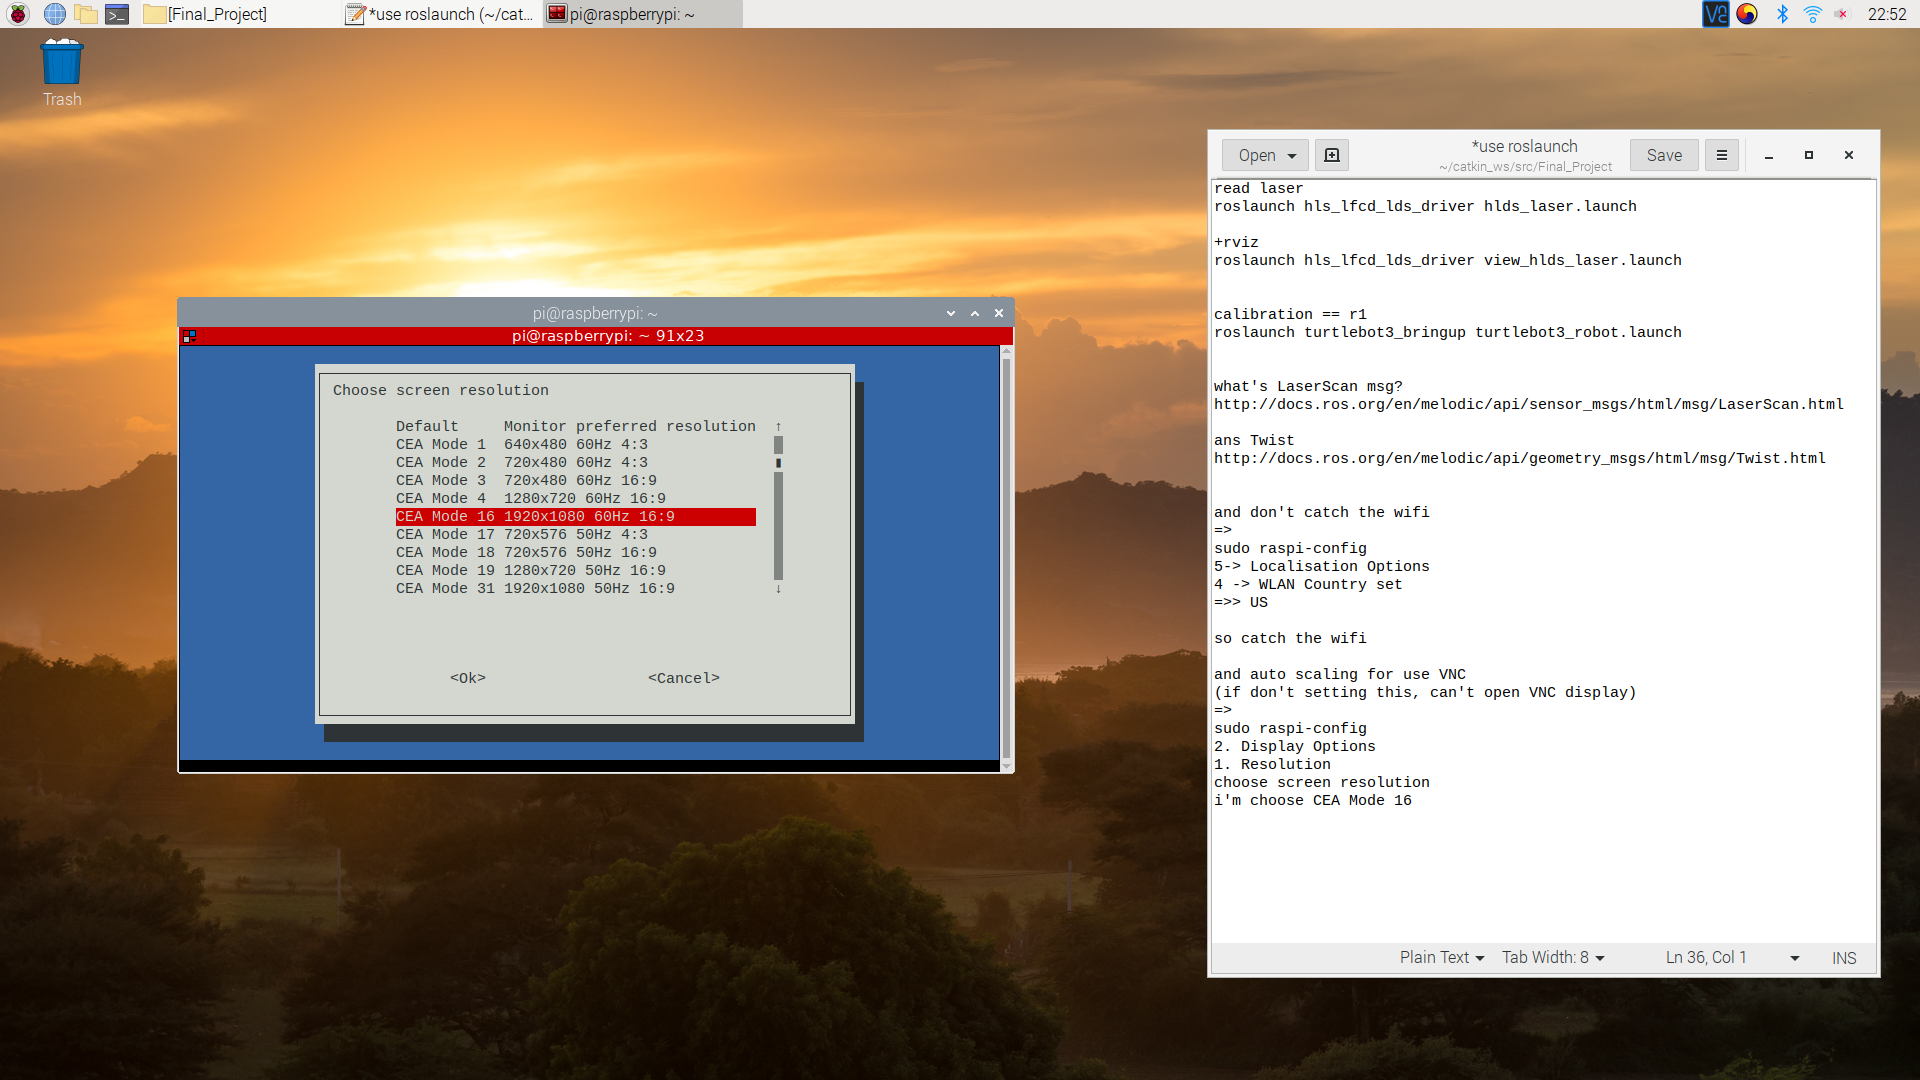 [Final_Project]
*use roslaunch (~/cat...
pi@raspberrypi: ~
22:52
Trash
pi@raspberrypi: ~
pi@raspberrypi: ~ 91x23
Choose screen resolution
Default Monitor preferred resolution ↑
CEA Mode 1 640x480 60Hz 4:3
CEA Mode 2 720x480 60Hz 4:3
CEA Mode 3 720x480 60Hz 16:9
CEA Mode 4 1280x720 60Hz 16:9
CEA Mode 16 1920x1080 60Hz 16:9
CEA Mode 17 720x576 50Hz 4:3
CEA Mode 18 720x576 50Hz 16:9
CEA Mode 19 1280x720 50Hz 16:9
CEA Mode 31 1920x1080 50Hz 16:9 ↓
<Ok> <Cancel>
Open
*use roslaunch
~/catkin_ws/src/Final_Project
Save
read laser
roslaunch hls_lfcd_lds_driver hlds_laser.launch
+rviz
roslaunch hls_lfcd_lds_driver view_hlds_laser.launch
calibration == r1
roslaunch turtlebot3_bringup turtlebot3_robot.launch
what's LaserScan msg?
http://docs.ros.org/en/melodic/api/sensor_msgs/html/msg/LaserScan.html
ans Twist
http://docs.ros.org/en/melodic/api/geometry_msgs/html/msg/Twist.html
and don't catch the wifi
=>
sudo raspi-config
5-> Localisation Options
4 -> WLAN Country set
=>> US
so catch the wifi
and auto scaling for use VNC
(if don't setting this, can't open VNC display)
=>
sudo raspi-config
2. Display Options
1. Resolution
choose screen resolution
i'm choose CEA Mode 16
Plain Text Tab Width: 8 Ln 36, Col 1 INS